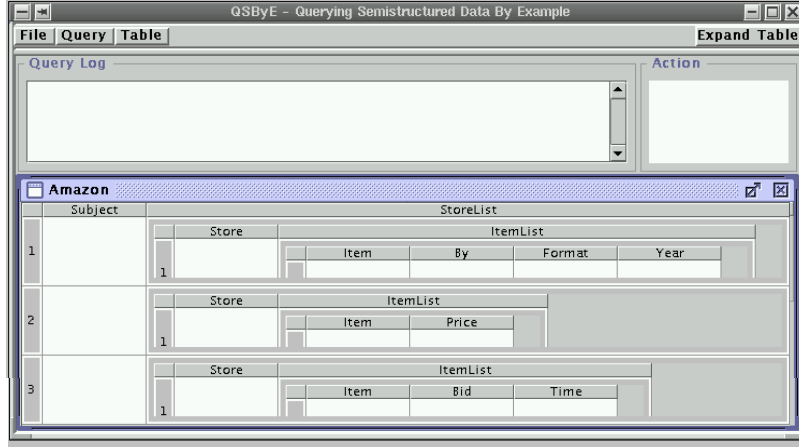 QSByE - Querying Semistructured Data By Example
File Query Table Expand Table
Query Log Action
Amazon
Subject StoreList
Store ItemList
1 Item By Format Year
1
Store ItemList
2 Item Price
1
Store ItemList
3 Item Bid Time
1